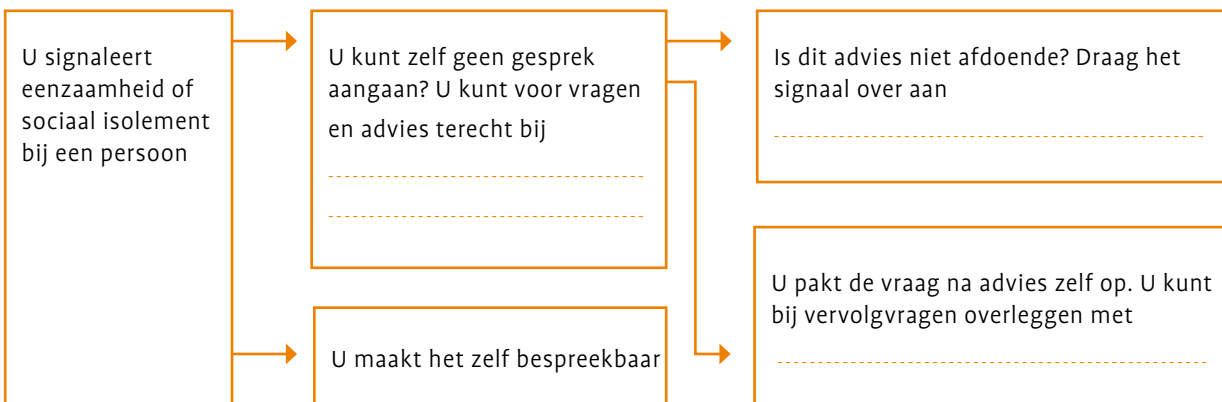 U signaleert
eenzaamheid of
sociaal isolement
bij een persoon
U kunt zelf geen gesprek
aangaan? U kunt voor vragen
en advies terecht bij
Is dit advies niet afdoende? Draag het
signaal over aan
U maakt het zelf bespreekbaar
U pakt de vraag na advies zelf op. U kunt
bij vervolgvragen overleggen met